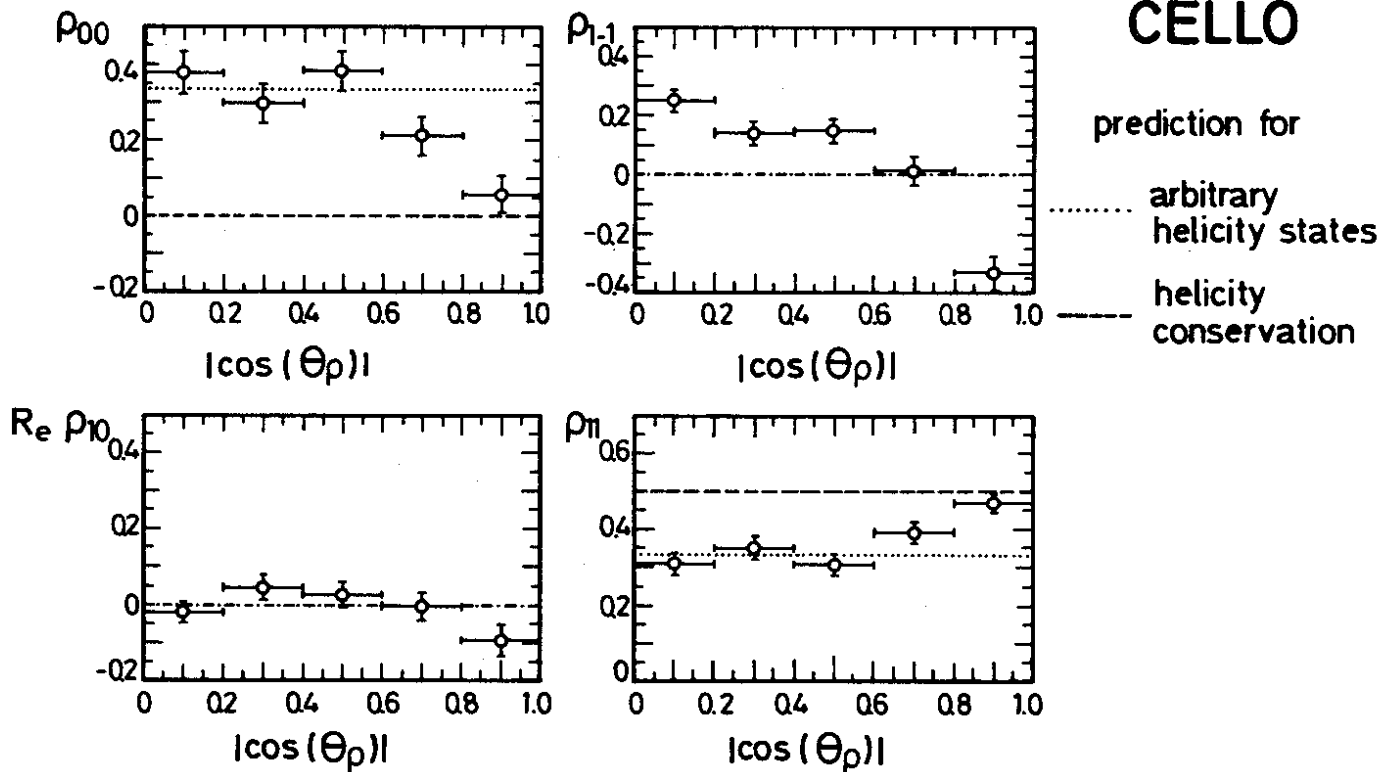 CELLO
prediction for
arbitrary
helicity states
helicity
conservation
ρ00
0.4
0.2
0
-0.2
0 0.2 0.4 0.6 0.8 1.0
|cos(Θρ)|
ρ1-1
0.4
0.2
0
-0.2
-0.4
0 0.2 0.4 0.6 0.8 1.0
|cos(Θρ)|
Re ρ10
0.4
0.2
0
-0.2
0 0.2 0.4 0.6 0.8 1.0
|cos(Θρ)|
ρ11
0.6
0.4
0.2
0
0 0.2 0.4 0.6 0.8 1.0
|cos(Θρ)|